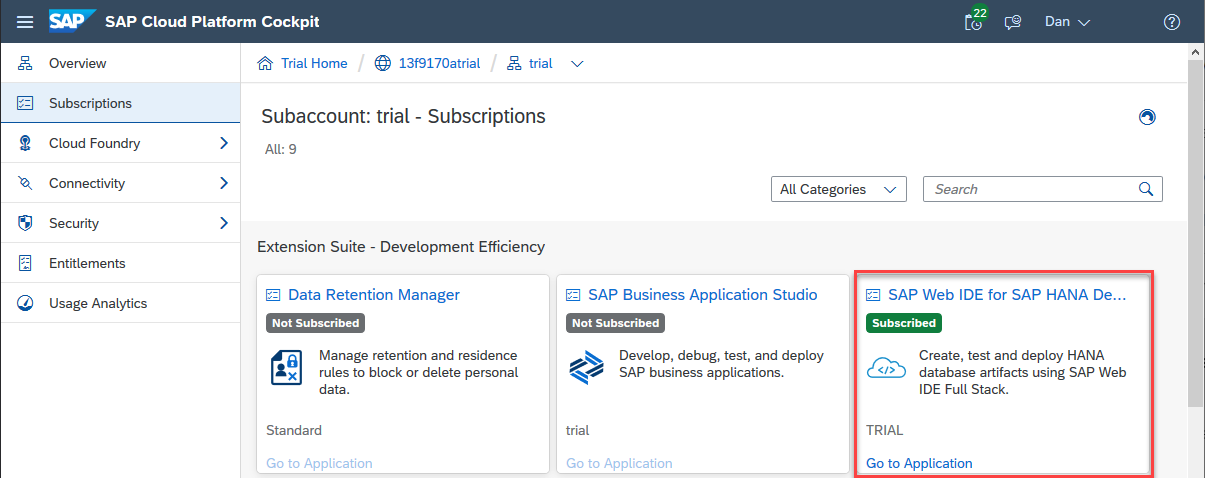 SAP SAP Cloud Platform Cockpit 22 Dan
Overview
Subscriptions
Cloud Foundry
Connectivity
Security
Entitlements
Usage Analytics
Trial Home / 13f9170atrial / trial
Subaccount: trial - Subscriptions
All: 9
All Categories Search
Extension Suite - Development Efficiency
Data Retention Manager
Not Subscribed
Manage retention and residence
rules to block or delete personal
data.
Standard
Go to Application
SAP Business Application Studio
Not Subscribed
Develop, debug, test, and deploy
SAP business applications.
trial
Go to Application
SAP Web IDE for SAP HANA De...
Subscribed
Create, test and deploy HANA
database artifacts using SAP Web
IDE Full Stack.
TRIAL
Go to Application